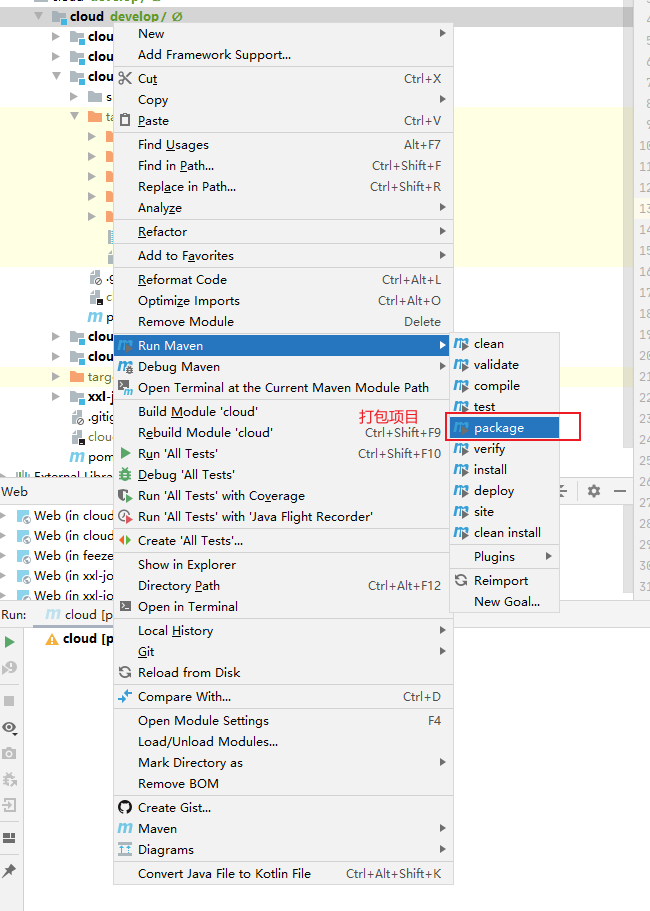 cloud develop / Ø
clou
clou
clou
s
ta
.g
c
p
clou
clou
targe
xxl-j
.gitig
cloud
pom
External Libra
New
Add Framework Support...
Cut Ctrl+X
Copy
Paste Ctrl+V
Find Usages Alt+F7
Find in Path... Ctrl+Shift+F
Replace in Path... Ctrl+Shift+R
Analyze
Refactor
Add to Favorites
Reformat Code Ctrl+Alt+L
Optimize Imports Ctrl+Alt+O
Remove Module Delete
Run Maven
Debug Maven
Open Terminal at the Current Maven Module Path
Build Module 'cloud'
打包项目
Rebuild Module 'cloud' Ctrl+Shift+F9
Run 'All Tests' Ctrl+Shift+F10
Debug 'All Tests'
Run 'All Tests' with Coverage
Run 'All Tests' with 'Java Flight Recorder'
Create 'All Tests'...
Show in Explorer
Directory Path Ctrl+Alt+F12
Open in Terminal
Local History
Git
Reload from Disk
Compare With... Ctrl+D
Open Module Settings F4
Load/Unload Modules...
Mark Directory as
Remove BOM
Create Gist...
Maven
Diagrams
Convert Java File to Kotlin File Ctrl+Alt+Shift+K
clean
validate
compile
test
package
verify
install
deploy
site
clean install
Plugins
Reimport
New Goal...
Web
Web (in cloud
Web (in cloud
Web (in feeze
Web (in xxl-jo
Web (in xxl-jo
Run: cloud [p
cloud [p
4
5
6
7
8
9
10
11
12
13
14
15
16
17
18
19
20
21
22
23
24
25
26
27
28
29
30
31